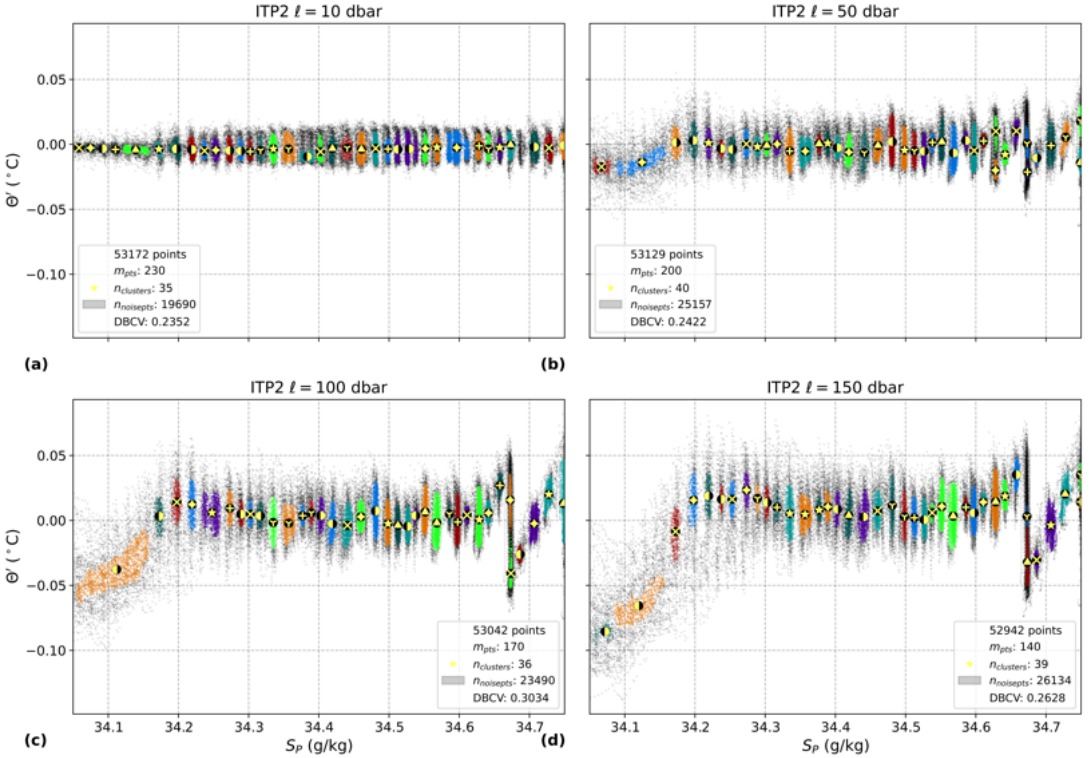 ITP2 ℓ = 10 dbar
ITP2 ℓ = 50 dbar
0.05
0.00
−0.05
−0.10
Θ′ (°C)
53172 points
m_pts: 230
n_clusters: 35
n_noisepts: 19690
DBCV: 0.2352
53129 points
m_pts: 200
n_clusters: 40
n_noisepts: 25157
DBCV: 0.2422
(a)
(b)
ITP2 ℓ = 100 dbar
ITP2 ℓ = 150 dbar
0.05
0.00
−0.05
−0.10
Θ′ (°C)
53042 points
m_pts: 170
n_clusters: 36
n_noisepts: 23490
DBCV: 0.3034
52942 points
m_pts: 140
n_clusters: 39
n_noisepts: 26134
DBCV: 0.2628
34.1 34.2 34.3 34.4 34.5 34.6 34.7
34.1 34.2 34.3 34.4 34.5 34.6 34.7
(c)
S_P (g/kg)
(d)
S_P (g/kg)